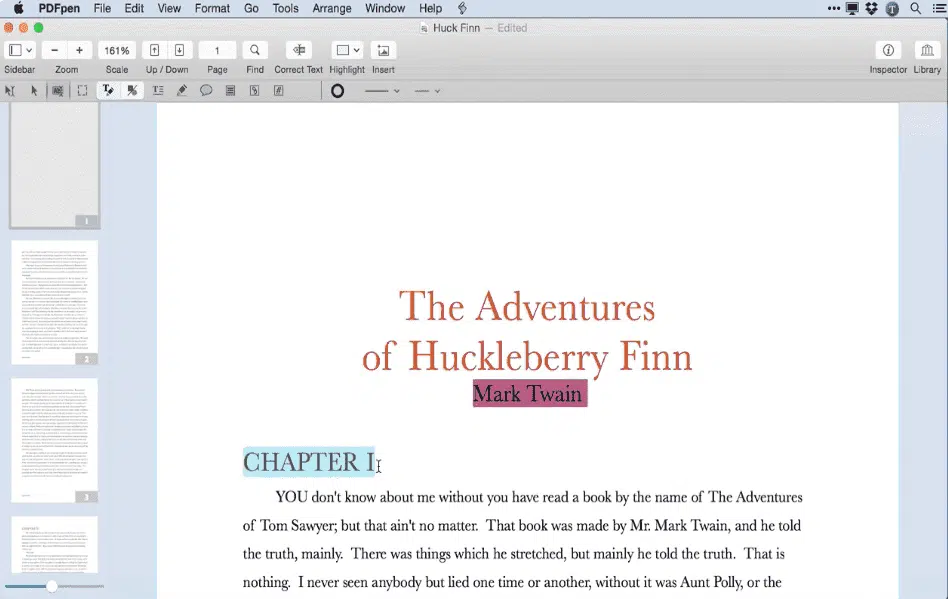 PDFpen File Edit View Format Go Tools Arrange Window Help
Huck Finn — Edited
161% 1
Sidebar Zoom Scale Up / Down Page Find Correct Text Highlight Insert Inspector Library
The Adventures
of Huckleberry Finn
Mark Twain
CHAPTER I
YOU don't know about me without you have read a book by the name of The Adventures
of Tom Sawyer; but that ain't no matter. That book was made by Mr. Mark Twain, and he told
the truth, mainly. There was things which he stretched, but mainly he told the truth. That is
nothing. I never seen anybody but lied one time or another, without it was Aunt Polly, or the
1
2
3